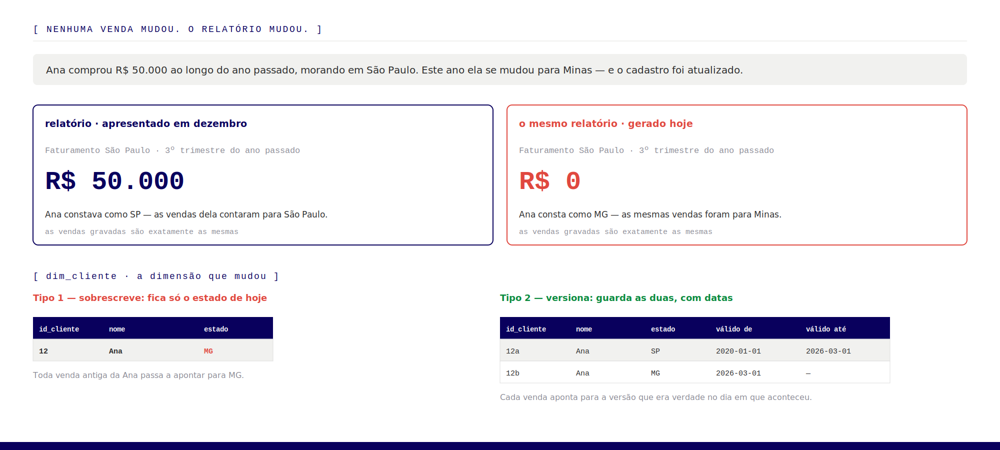 [ NENHUMA VENDA MUDOU. O RELATÓRIO MUDOU. ]
Ana comprou R$ 50.000 ao longo do ano passado, morando em São Paulo. Este ano ela se mudou para Minas — e o cadastro foi atualizado.
relatório · apresentado em dezembro
Faturamento São Paulo · 3º trimestre do ano passado
R$ 50.000
Ana constava como SP — as vendas dela contaram para São Paulo.
as vendas gravadas são exatamente as mesmas
o mesmo relatório · gerado hoje
Faturamento São Paulo · 3º trimestre do ano passado
R$ 0
Ana consta como MG — as mesmas vendas foram para Minas.
as vendas gravadas são exatamente as mesmas
[ dim_cliente · a dimensão que mudou ]
Tipo 1 — sobrescreve: fica só o estado de hoje
id_cliente nome estado
12 Ana MG
Toda venda antiga da Ana passa a apontar para MG.
Tipo 2 — versiona: guarda as duas, com datas
id_cliente nome estado válido de válido até
12a Ana SP 2020-01-01 2026-03-01
12b Ana MG 2026-03-01 —
Cada venda aponta para a versão que era verdade no dia em que aconteceu.